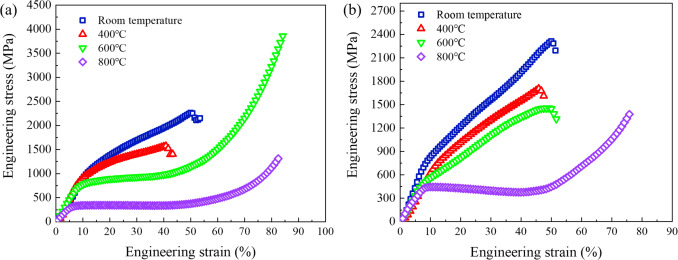 (a)
Room temperature
400℃
600℃
800℃
4500
4000
3500
3000
2500
2000
1500
1000
500
0
Engineering stress (MPa)
0 10 20 30 40 50 60 70 80 90 100
Engineering strain (%)
(b)
Room temperature
400℃
600℃
800℃
2700
2400
2100
1800
1500
1200
900
600
300
0
Engineering stress (MPa)
0 10 20 30 40 50 60 70 80 90
Engineering strain (%)